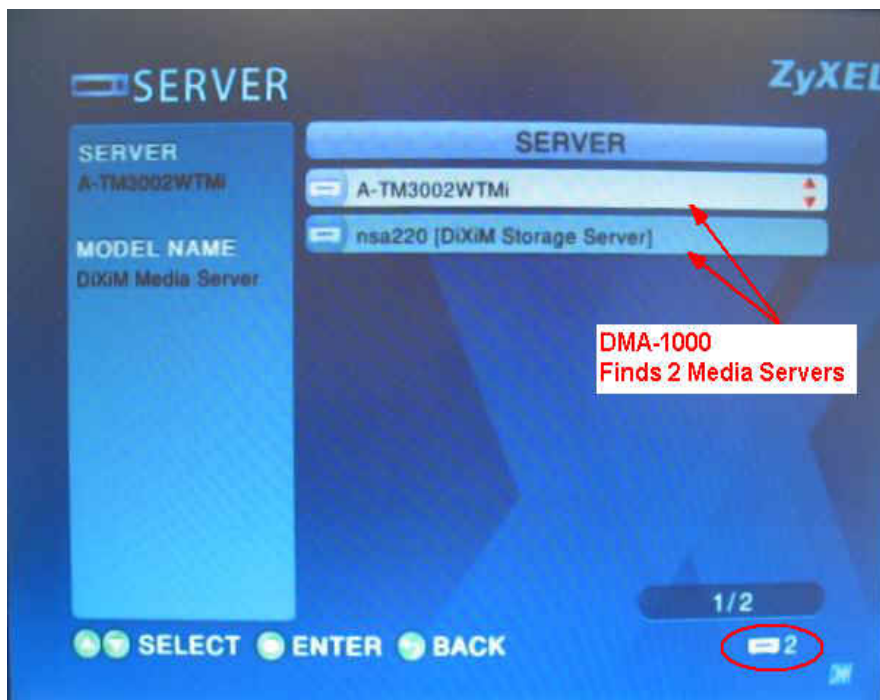 SERVER
ZyXEL
SERVER
A-TM3002WTMi
MODEL NAME
DiXiM Media Server
SERVER
A-TM3002WTMi
nsa220 [DiXiM Storage Server]
DMA-1000
Finds 2 Media Servers
1/2
SELECT ENTER BACK
2